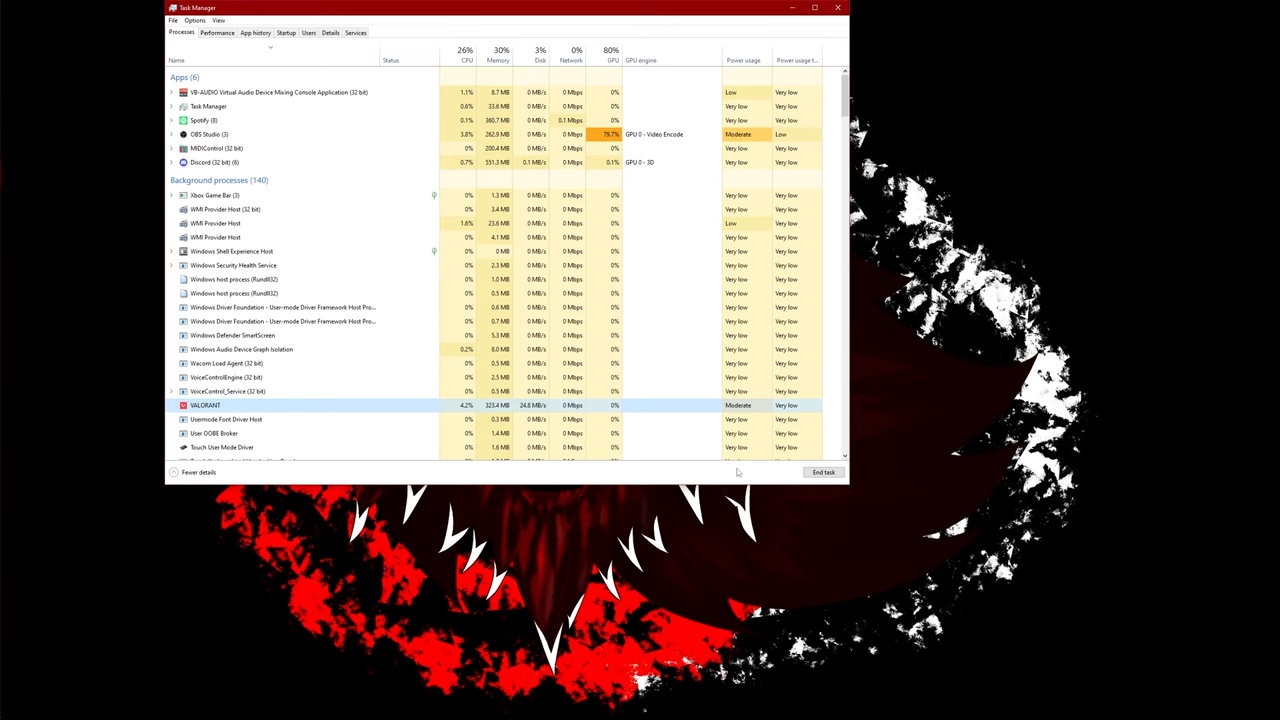 Task Manager
File Options View
Processes Performance App history Startup Users Details Services
26% 30% 3% 0% 80%
Name Status CPU Memory Disk Network GPU GPU engine Power usage Power usage t...
Apps (6)
VB-AUDIO Virtual Audio Device Mixing Console Application (32 bit) 1.1% 8.7 MB 0 MB/s 0 Mbps 0% Low Very low
Task Manager 0.6% 33.6 MB 0 MB/s 0 Mbps 0% Very low Very low
Spotify (8) 0.1% 360.7 MB 0 MB/s 0.1 Mbps 0% Very low Very low
OBS Studio (3) 3.8% 262.9 MB 0 MB/s 0 Mbps 79.7% GPU 0 - Video Encode Moderate Low
MIDIControl (32 bit) 0% 200.4 MB 0 MB/s 0 Mbps 0% Very low Very low
Discord (32 bit) (6) 0.7% 551.3 MB 0.1 MB/s 0 Mbps 0.1% GPU 0 - 3D Very low Very low
Background processes (140)
Xbox Game Bar (3) 0% 1.3 MB 0 MB/s 0 Mbps 0% Very low Very low
WMI Provider Host (32 bit) 0% 3.4 MB 0 MB/s 0 Mbps 0% Very low Very low
WMI Provider Host 1.6% 23.6 MB 0 MB/s 0 Mbps 0% Low Very low
WMI Provider Host 0% 4.1 MB 0 MB/s 0 Mbps 0% Very low Very low
Windows Shell Experience Host 0% 0 MB 0 MB/s 0 Mbps 0% Very low Very low
Windows Security Health Service 0% 2.3 MB 0 MB/s 0 Mbps 0% Very low Very low
Windows host process (Rundll32) 0% 1.0 MB 0 MB/s 0 Mbps 0% Very low Very low
Windows host process (Rundll32) 0% 0.5 MB 0 MB/s 0 Mbps 0% Very low Very low
Windows Driver Foundation - User-mode Driver Framework Host Pro... 0% 0.6 MB 0 MB/s 0 Mbps 0% Very low Very low
Windows Driver Foundation - User-mode Driver Framework Host Pro... 0% 0.7 MB 0 MB/s 0 Mbps 0% Very low Very low
Windows Defender SmartScreen 0% 5.3 MB 0 MB/s 0 Mbps 0% Very low Very low
Windows Audio Device Graph Isolation 0.2% 8.0 MB 0 MB/s 0 Mbps 0% Very low Very low
Wacom Load Agent (32 bit) 0% 0.5 MB 0 MB/s 0 Mbps 0% Very low Very low
VoiceControlEngine (32 bit) 0% 2.5 MB 0 MB/s 0 Mbps 0% Very low Very low
VoiceControl_Service (32 bit) 0% 0.5 MB 0 MB/s 0 Mbps 0% Very low Very low
VALORANT 4.2% 323.4 MB 24.8 MB/s 0 Mbps 0% Moderate Very low
Usermode Font Driver Host 0% 0.3 MB 0 MB/s 0 Mbps 0% Very low Very low
User OOBE Broker 0% 1.4 MB 0 MB/s 0 Mbps 0% Very low Very low
Touch User Mode Driver 0% 1.6 MB 0 MB/s 0 Mbps 0% Very low Very low
Fewer details End task